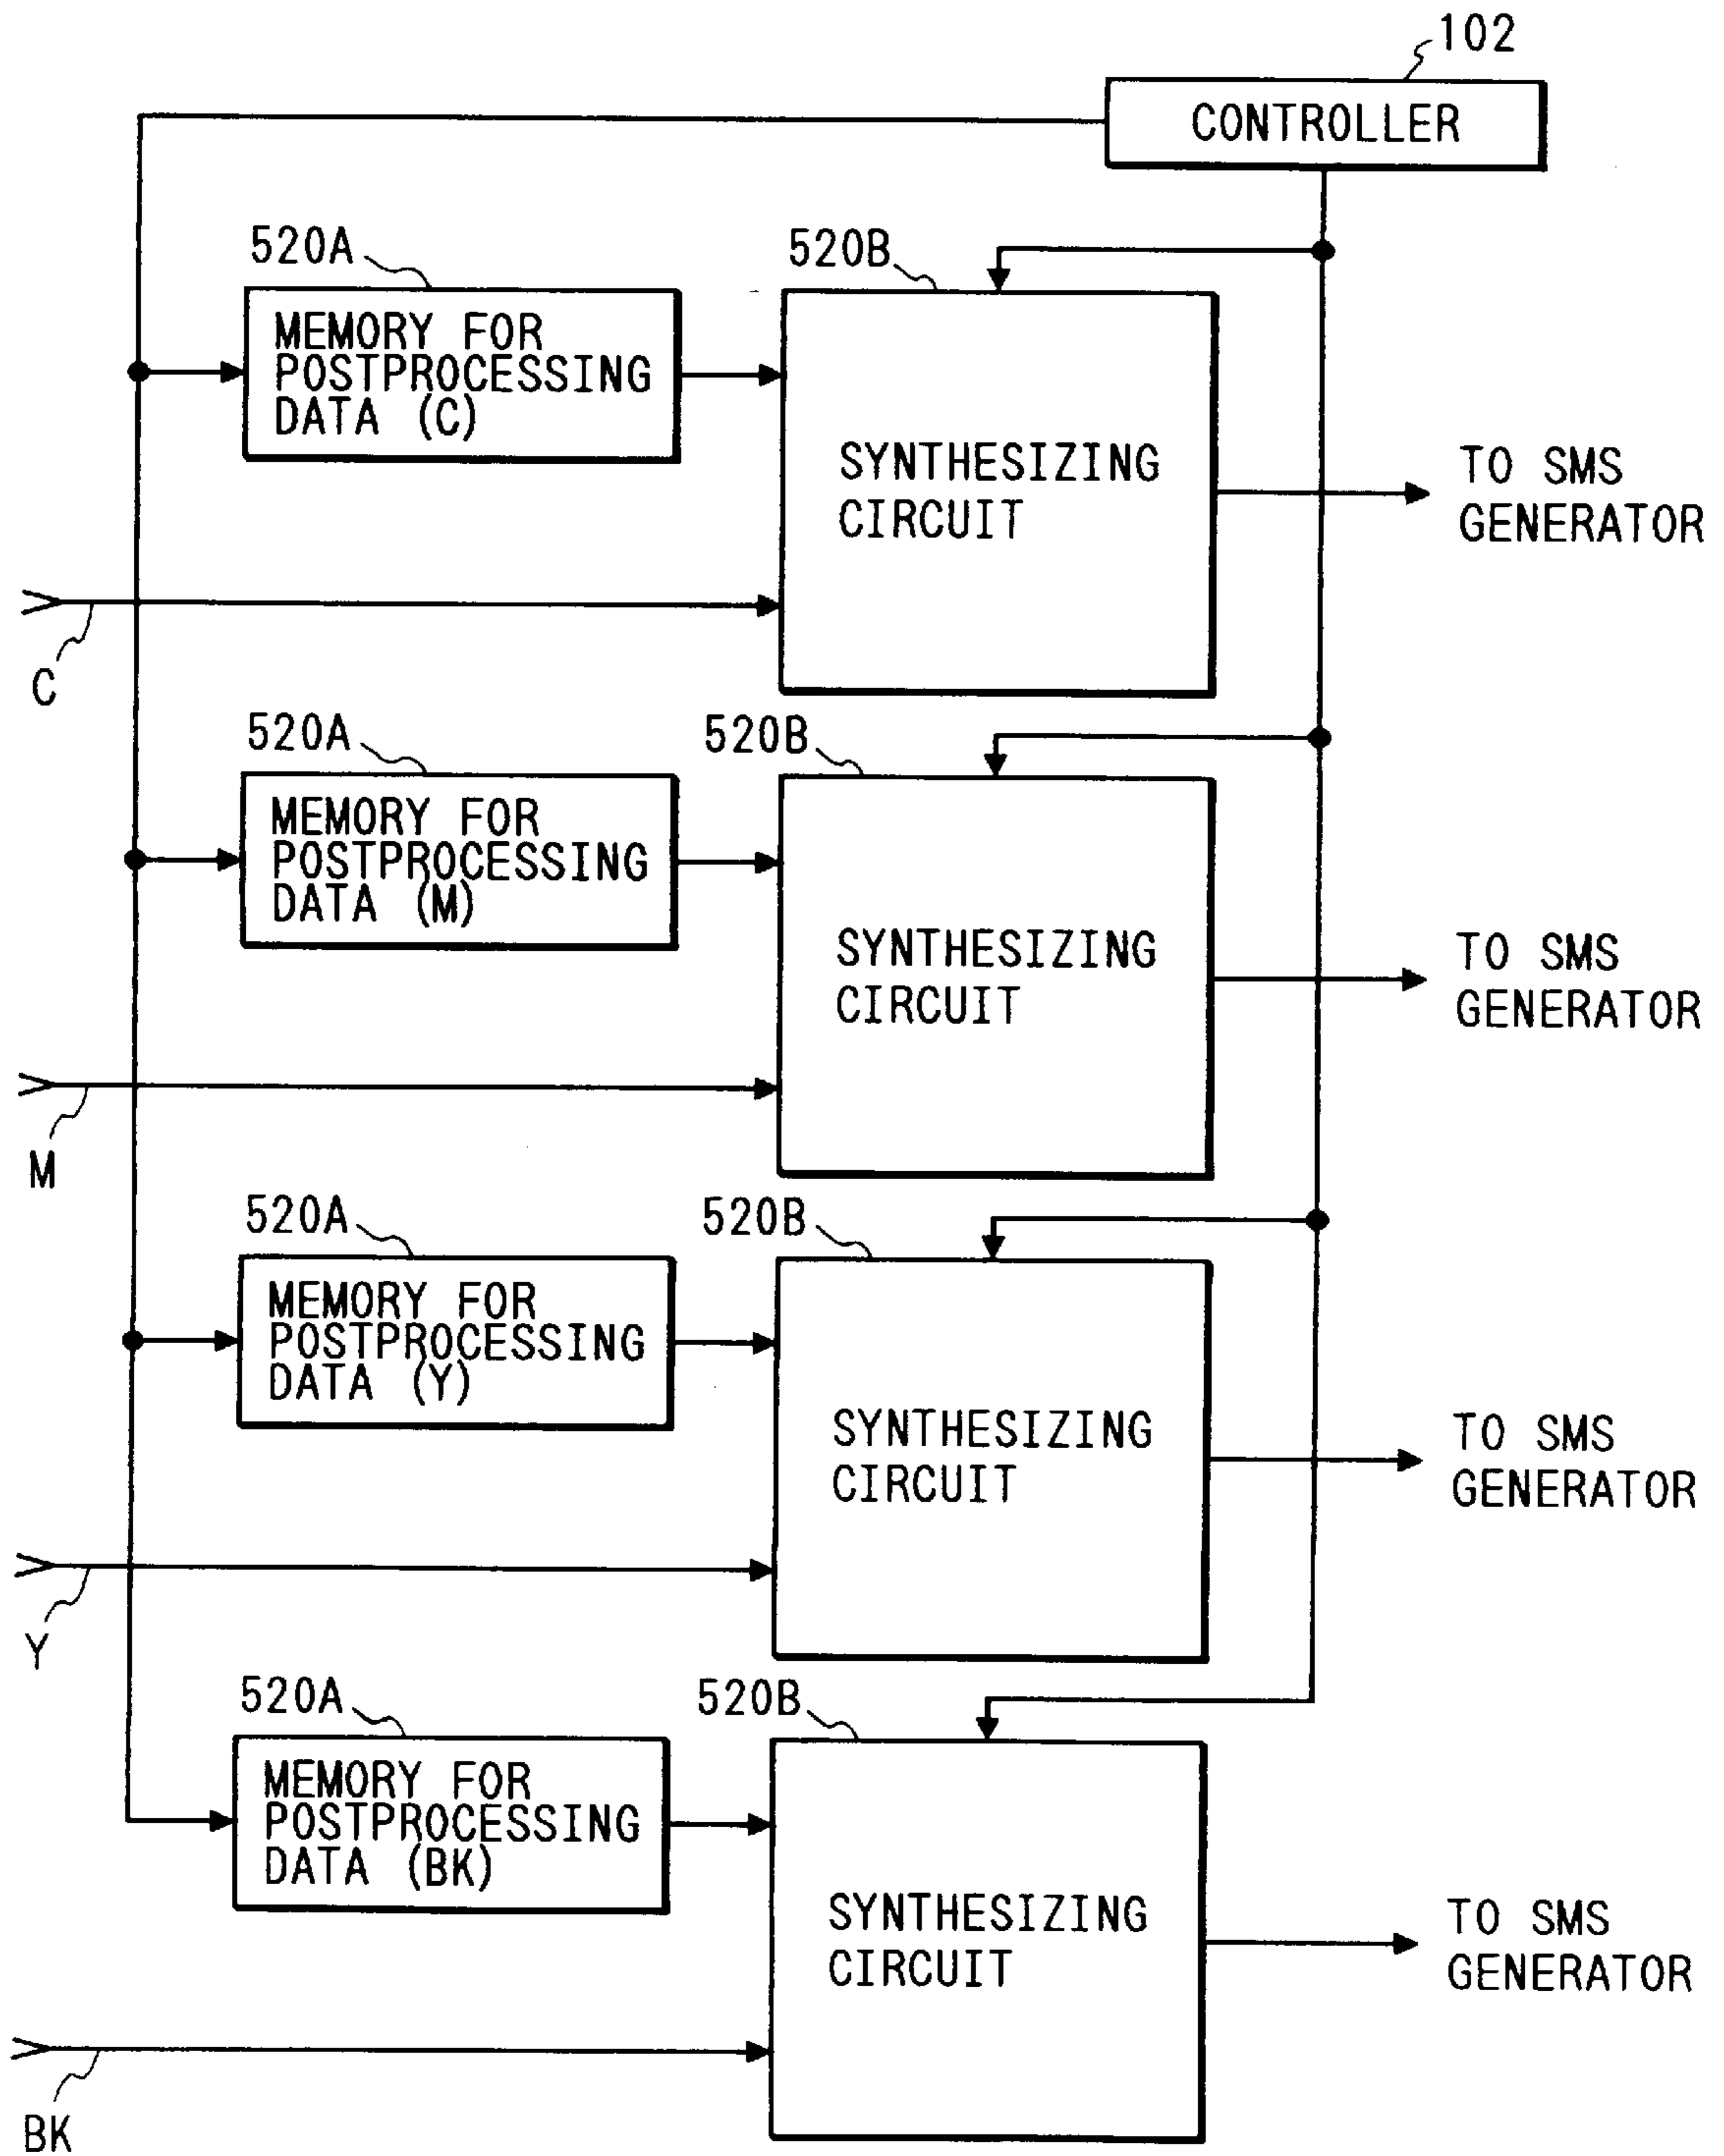 102
CONTROLLER
520A
520B
MEMORY FOR
POSTPROCESSING
DATA (C)
SYNTHESIZING
CIRCUIT
TO SMS
GENERATOR
C
520A
520B
MEMORY FOR
POSTPROCESSING
DATA (M)
SYNTHESIZING
CIRCUIT
TO SMS
GENERATOR
M
520A
520B
MEMORY FOR
POSTPROCESSING
DATA (Y)
SYNTHESIZING
CIRCUIT
TO SMS
GENERATOR
Y
520A
520B
MEMORY FOR
POSTPROCESSING
DATA (BK)
SYNTHESIZING
CIRCUIT
TO SMS
GENERATOR
BK